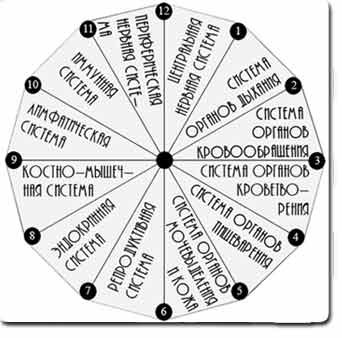 12
ЦЕНТРАЛЬНАЯ
НЕРВНАЯ СИСТЕМА
1
СИСТЕМА
ОРГАНОВ ДЫХАНИЯ
2
СИСТЕМА
ОРГАНОВ
КРОВООБРАЩЕНИЯ
3
СИСТЕМА ОРГАНОВ
КРОВЕТВО-
РЕНИЯ
4
СИСТЕМА ОРГАНОВ
ПИЩЕВАРЕНИЯ
5
СИСТЕМА ОРГАНОВ
МОЧЕВЫДЕЛЕНИЯ
И КОЖА
6
РЕПРОДУКТИВНАЯ
СИСТЕМА
7
ЭНДОКРИННАЯ
СИСТЕМА
8
КОСТНО-МЫШЕЧ-
НАЯ СИСТЕМА
9
ЛИМФАТИЧЕСКАЯ
СИСТЕМА
10
ИММУННАЯ
СИСТЕМА
11
ПЕРИФЕРИЧЕСКАЯ
НЕРВНАЯ СИСТЕ-
МА